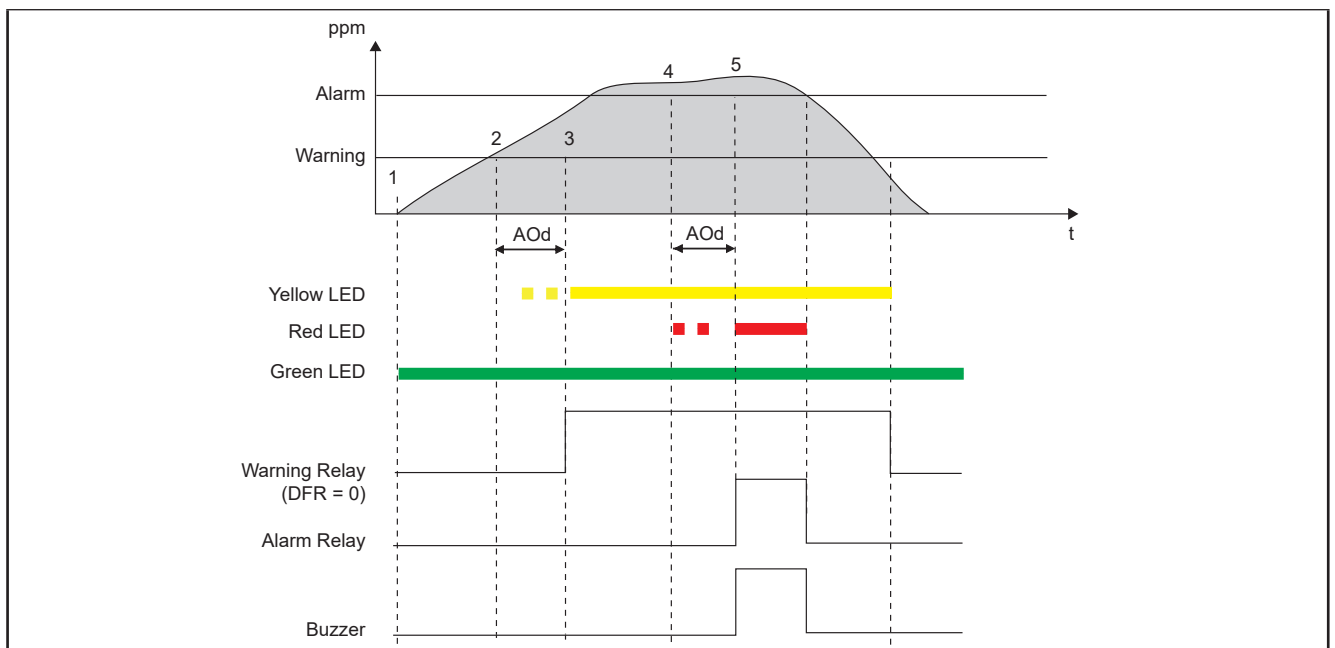 ppm
4
5
Alarm
2
3
Warning
1
AOd
AOd
t
Yellow LED
Red LED
Green LED
Warning Relay
(DFR = 0)
Alarm Relay
Buzzer